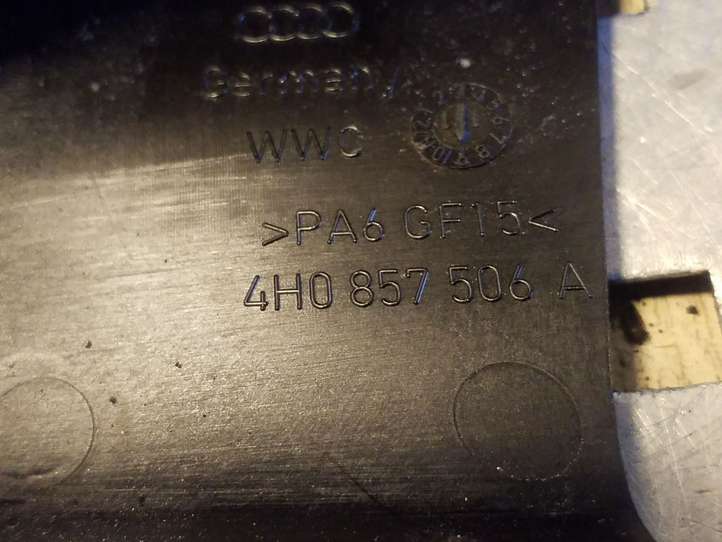 Germany
WWC
>PA6 GF15<
4H0 857 506 A